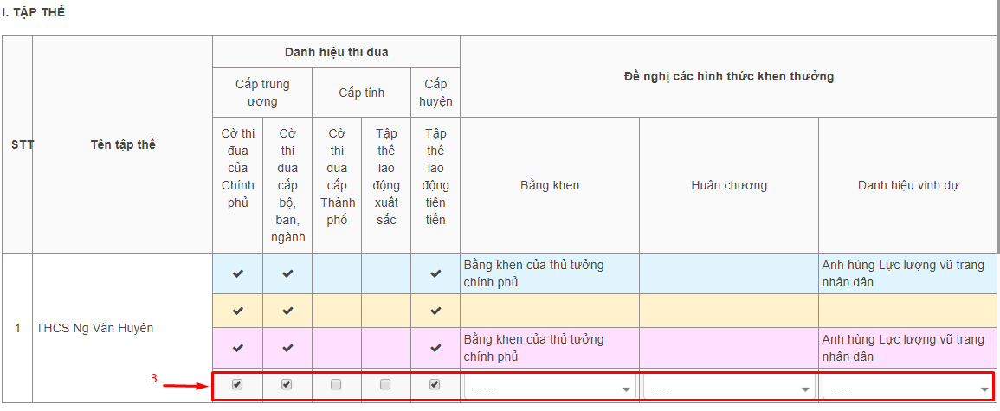 I. TẬP THỂ
STT
Tên tập thể
Danh hiệu thi đua
Đề nghị các hình thức khen thưởng
Cấp trung
ương
Cấp tỉnh
Cấp
huyện
Cờ thi
đua
của
Chính
phủ
Cờ
thi
đua
cấp
bộ,
ban,
ngành
Cờ
thi
đua
cấp
Thành
phố
Tập
thể
lao
động
xuất
sắc
Tập
thể
lao
động
tiên
tiến
Bằng khen
Huân chương
Danh hiệu vinh dự
1
THCS Ng Văn Huyên
Bằng khen của thủ tưởng
chính phủ
Anh hùng Lực lượng vũ trang
nhân dân
Bằng khen của thủ tưởng
chính phủ
Anh hùng Lực lượng vũ trang
nhân dân
3
-----
-----
-----